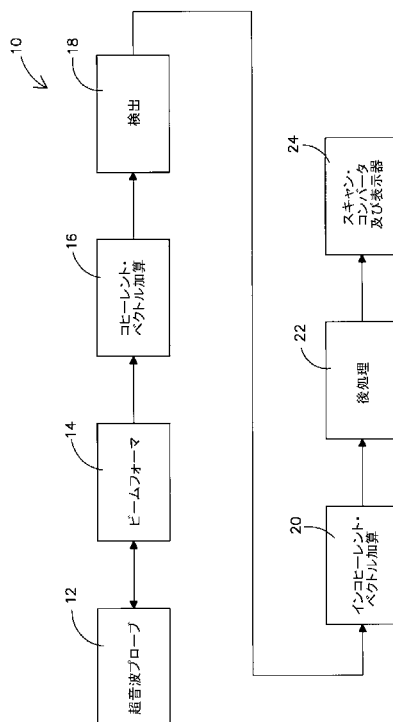 10
12
超音波プローブ
14
ビームフォーマ
16
コヒーレント・
ベクトル加算
18
検出
20
インコヒーレント・
ベクトル加算
22
後処理
24
スキャン・
コンバータ
及び表示器